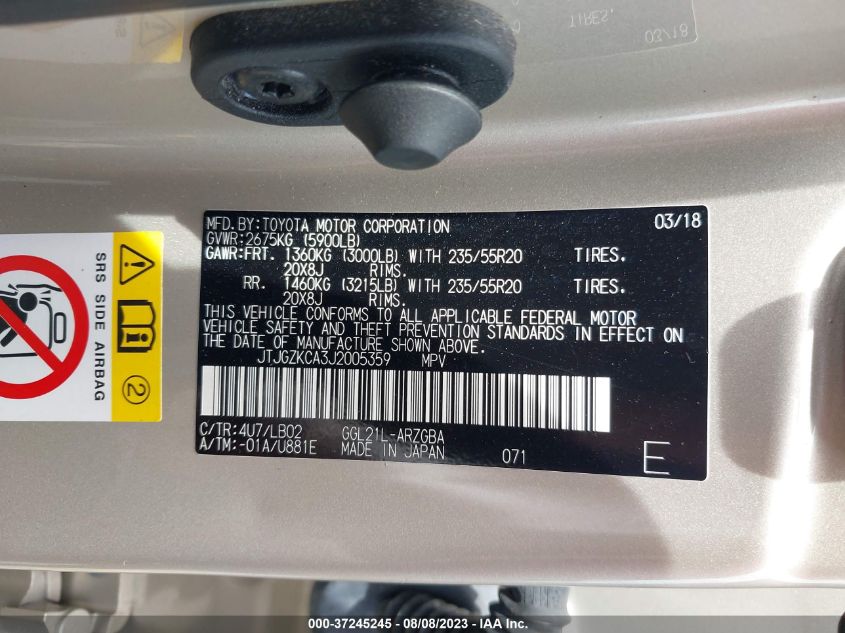 TIRES.
03/18
MFD.BY:TOYOTA MOTOR CORPORATION 03/18
GVWR:2675KG (5900LB)
GAWR:FRT. 1360KG (3000LB) WITH 235/55R20 TIRES.
20X8J RIMS.
RR. 1460KG (3215LB) WITH 235/55R20 TIRES.
20X8J RIMS.
THIS VEHICLE CONFORMS TO ALL APPLICABLE FEDERAL MOTOR
VEHICLE SAFETY AND THEFT PREVENTION STANDARDS IN EFFECT ON
THE DATE OF MANUFACTURE SHOWN ABOVE.
JTJGZKCA3J2005359 MPV
C/TR:4U7/LB02 GGL21L-ARZGBA
A/TM:-01A/U881E MADE IN JAPAN 071
E
SRS SIDE AIRBAG
2
000-37245245 - 08/08/2023 - IAA Inc.